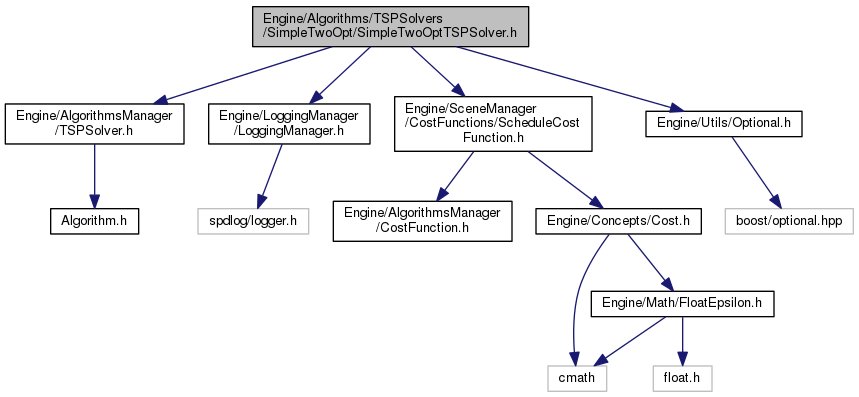 Engine/Algorithms/TSPSolvers
/SimpleTwoOpt/SimpleTwoOptTSPSolver.h
Engine/AlgorithmsManager
/TSPSolver.h
Engine/LoggingManager
/LoggingManager.h
Engine/SceneManager
/CostFunctions/ScheduleCost
Function.h
Engine/Utils/Optional.h
Algorithm.h
spdlog/logger.h
Engine/AlgorithmsManager
/CostFunction.h
Engine/Concepts/Cost.h
boost/optional.hpp
Engine/Math/FloatEpsilon.h
cmath
float.h